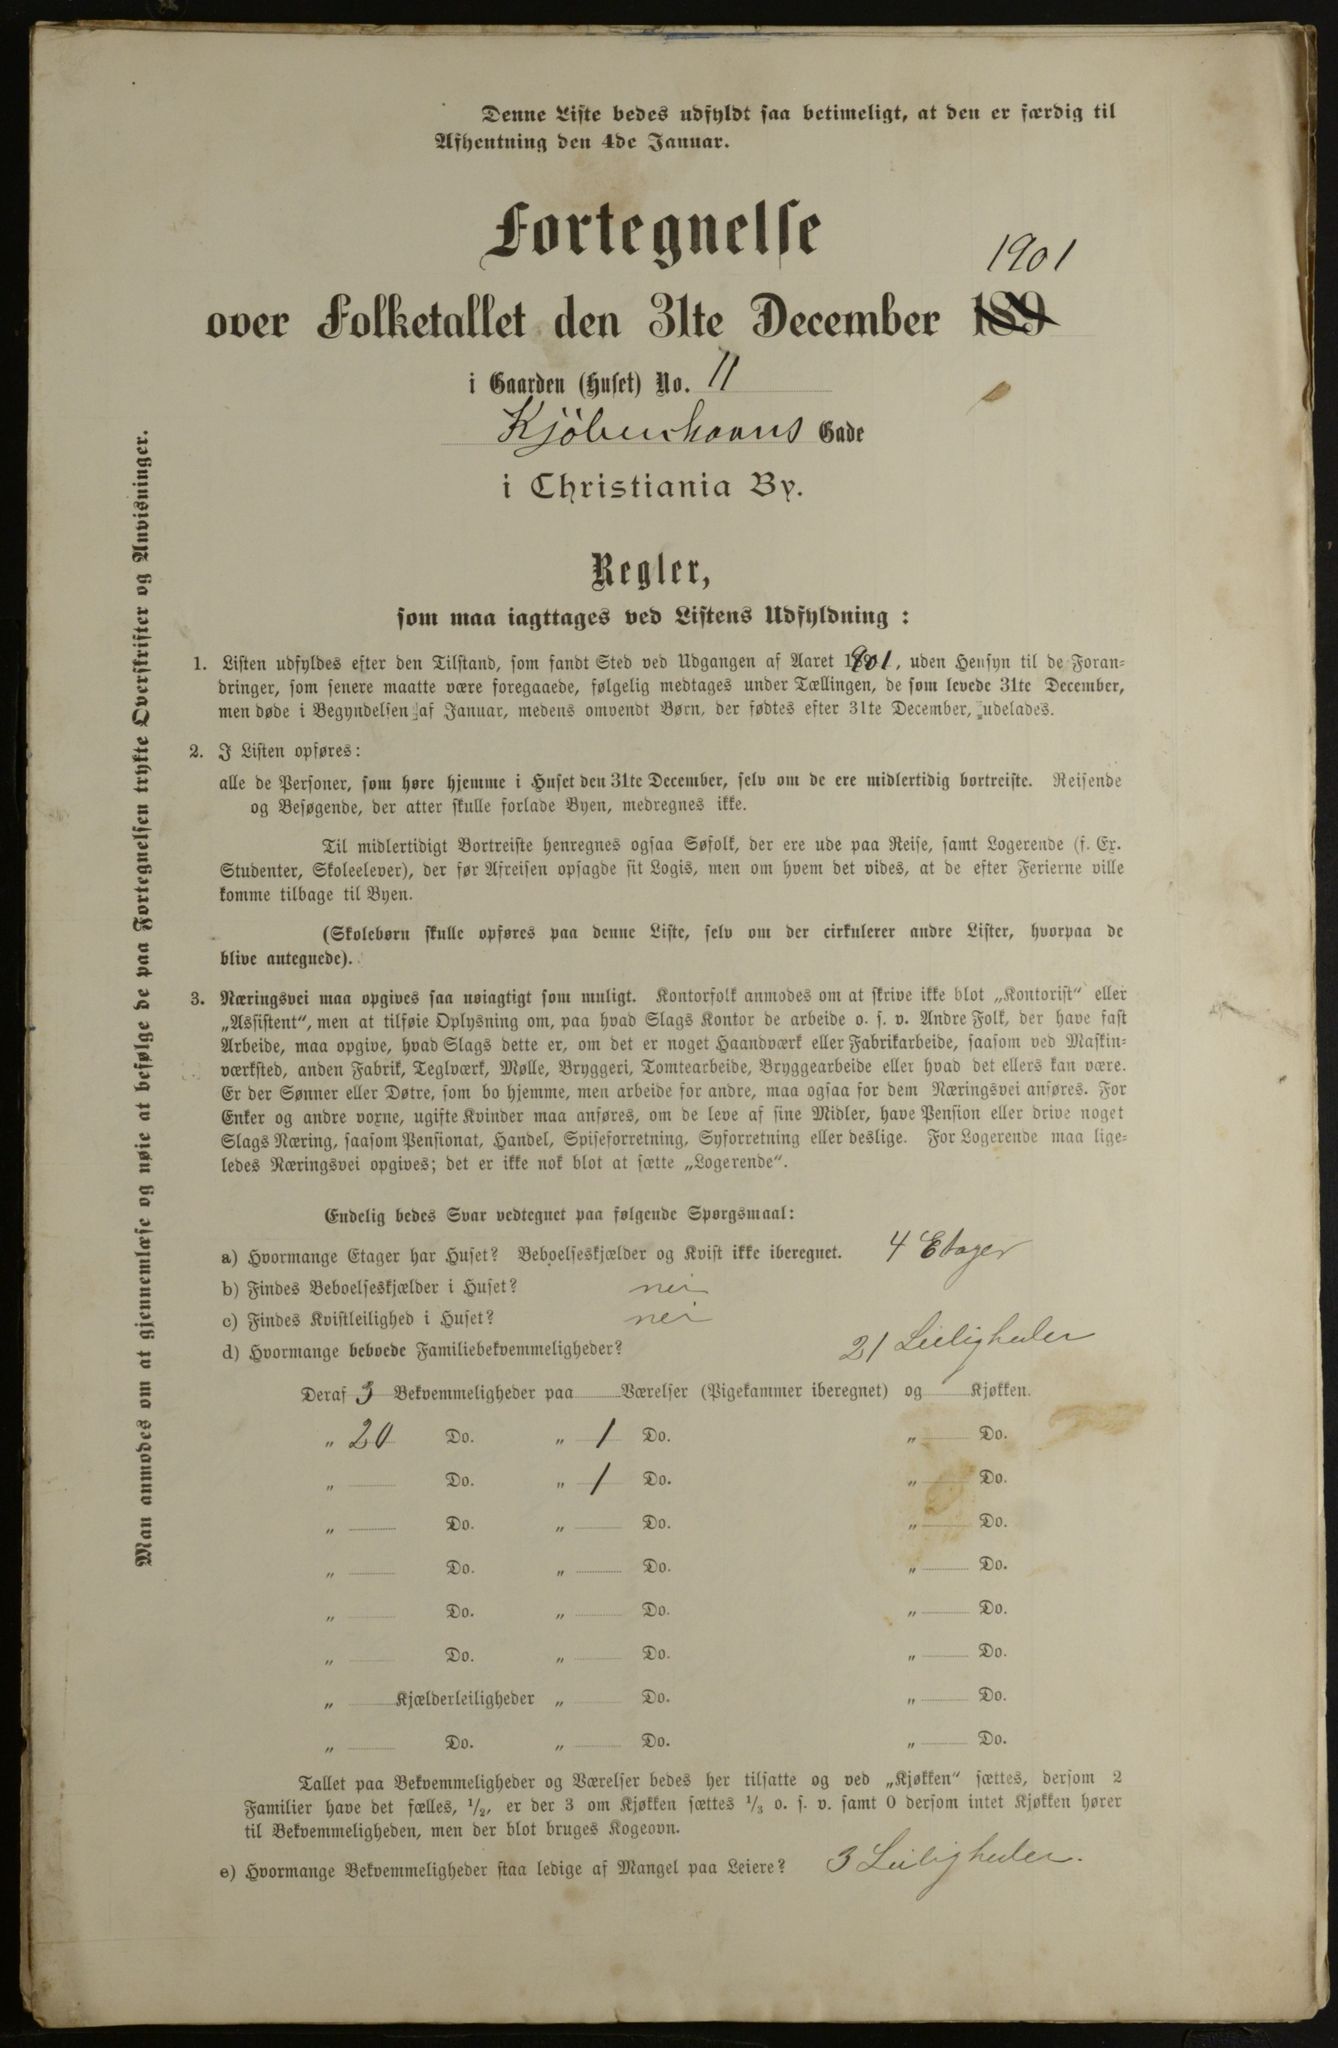 Denne Liste bedes udfyldt saa betimeligt, at den er færdig til
Afhentning den 4de Januar.
Fortegnelse
1901
over Folketallet den 31te December 189
i Gaarden (Huset) No. 11
Kjöbenhavns Gade
i Christiania By.
Regler,
som maa iagttages ved Listens Udfyldning:
1. Listen udfyldes efter den Tilstand, som fandt Sted ved Udgangen af Aaret 1901, uden Hensyn til de Foran-
dringer, som senere maatte være foregaaede, følgelig medtages under Tællingen, de som levede 31te December,
men døde i Begyndelsen af Januar, medens omvendt Børn, der fødtes efter 31te December, udelades.
2. I Listen opføres:
alle de Personer, som høre hjemme i Huset den 31te December, selv om de ere midlertidig bortreiste. Reisende
og Besøgende, der atter skulle forlade Byen, medregnes ikke.
Til midlertidigt Bortreiste henregnes ogsaa Søfolk, der ere ude paa Reise, samt Logerende (f. Ex.
Studenter, Skoleelever), der før Afreisen opsagde sit Logis, men om hvem det vides, at de efter Ferierne ville
komme tilbage til Byen.
(Skolebørn skulle opføres paa denne Liste, selv om der cirkulerer andre Lister, hvorpaa de
blive antegnede).
3. Næringsvei maa opgives saa nøiagtigt som muligt. Kontorfolk anmodes om at skrive ikke blot „Kontorist“ eller
„Assistent“, men at tilføie Oplysning om, paa hvad Slags Kontor de arbeide o. s. v. Andre Folk, der have fast
Arbeide, maa opgive, hvad Slags dette er, om det er noget Haandværk eller Fabrikarbeide, saasom ved Maskin-
værksted, anden Fabrik, Teglværk, Mølle, Bryggeri, Tomtearbeide, Bryggearbeide eller hvad det ellers kan være.
Er der Sønner eller Døtre, som bo hjemme, men arbeide for andre, maa ogsaa for dem Næringsvei anføres. For
Enker og andre voxne, ugifte Kvinder maa anføres, om de leve af sine Midler, have Pension eller drive noget
Slags Næring, saasom Pensionat, Handel, Spiseforretning, Syforretning eller deslige. For Logerende maa lige-
ledes Næringsvei opgives; det er ikke nok blot at sætte „Logerende“.
Endelig bedes Svar vedtegnet paa følgende Spørgsmaal:
a) Hvormange Etager har Huset? Beboelseskjælder og Kvist ikke iberegnet. 4 Etager
b) Findes Beboelseskjælder i Huset? nei
c) Findes Kvistleilighed i Huset? nei
d) Hvormange beboede Familiebekvemmeligheder? 21 Leiligheder
Deraf 3 Bekvemmeligheder paa Værelser (Pigekammer iberegnet) og Kjøkken.
„ 20 Do. „ 1 Do. „ Do.
„ Do. „ 1 Do. „ Do.
„ Do. „ Do. „ Do.
„ Do. „ Do. „ Do.
„ Do. „ Do. „ Do.
„ Do. „ Do. „ Do.
„ Kjælderleiligheder „ Do. „ Do.
„ Do. „ Do. „ Do.
Tallet paa Bekvemmeligheder og Værelser bedes her tilsatte og ved „Kjøkken“ sættes, dersom 2
Familier have det fælles, 1/2, er der 3 om Kjøkken sættes 1/3 o. s. v. samt 0 dersom intet Kjøkken hører
til Bekvemmeligheden, men der blot bruges Kogeovn.
e) Hvormange Bekvemmeligheder staa ledige af Mangel paa Leiere? 3 Leiligheder.
Man anmodes om at gjennemlæse og nøie at befølge de paa Fortegnelsen trykte Overskrifter og Anvisninger.